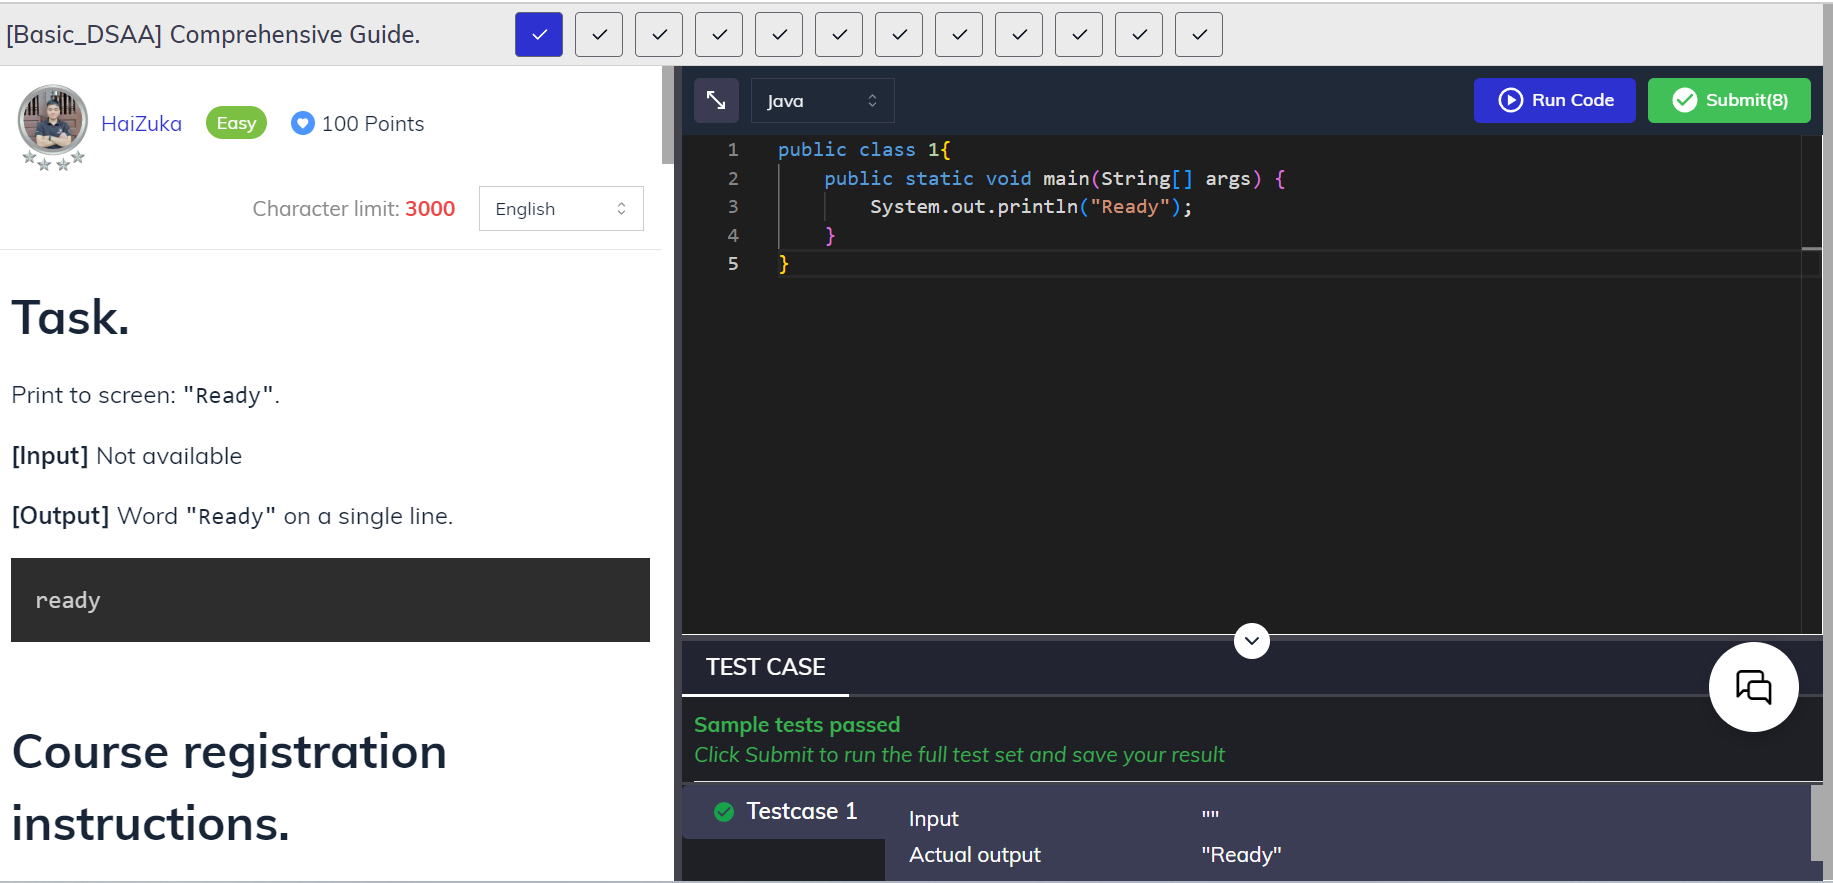 [Basic_DSAA] Comprehensive Guide.
HaiZuka Easy 100 Points
Character limit: 3000 English
Task.
Print to screen: "Ready".
[Input] Not available
[Output] Word "Ready" on a single line.
ready
Course registration
instructions.
Java Run Code Submit(8)
1 public class 1{
2 public static void main(String[] args) {
3 System.out.println("Ready");
4 }
5 }
TEST CASE
Sample tests passed
Click Submit to run the full test set and save your result
Testcase 1
Input ""
Actual output "Ready"